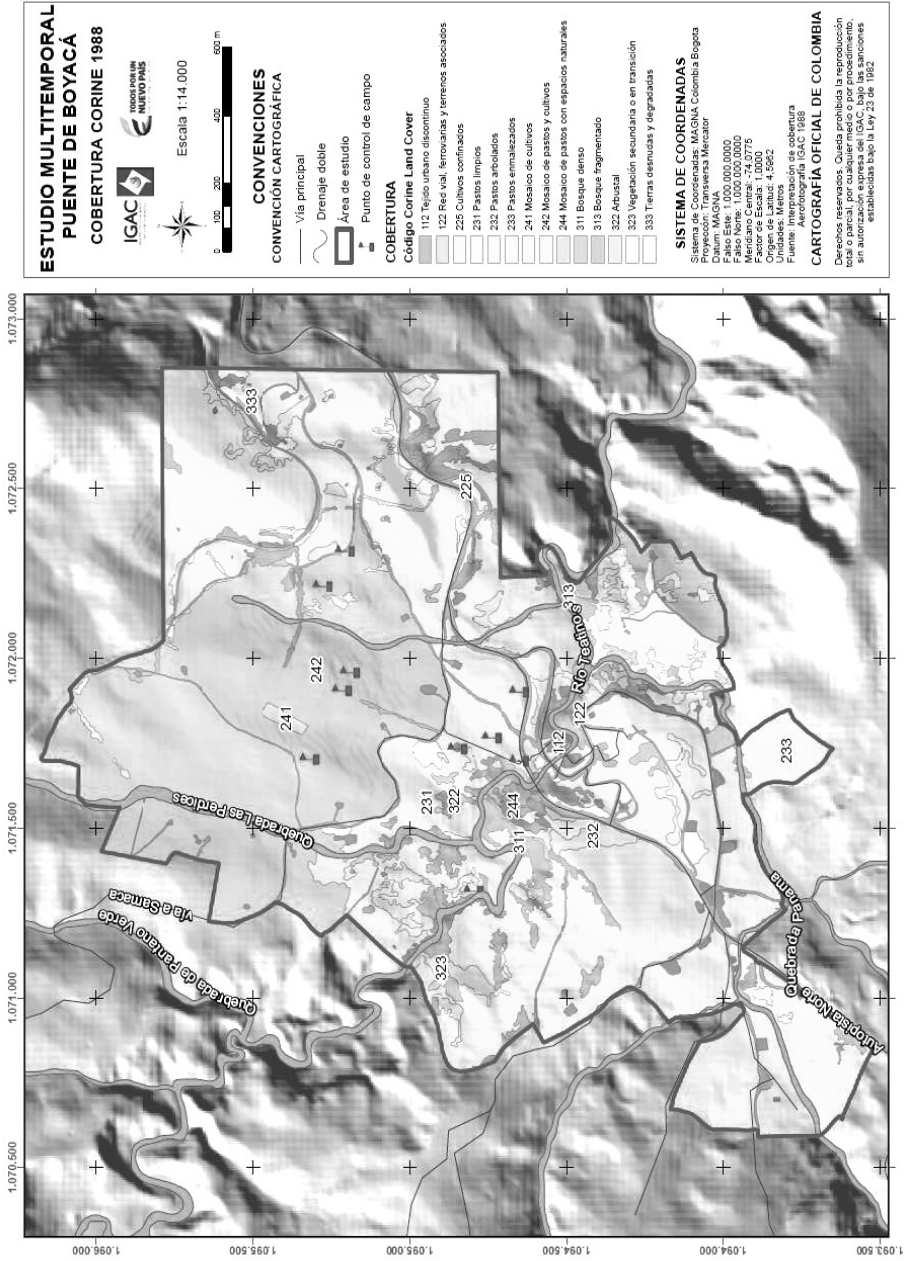 ESTUDIO MULTITEMPORAL
PUENTE DE BOYACÁ
COBERTURA CORINE 1988
IGAC
TODOS POR UN
NUEVO PAÍS
Escala 1:14.000
0 200 400 600 m
CONVENCIONES
CONVENCIÓN CARTOGRÁFICA
Vía principal
Drenaje doble
Área de estudio
Punto de control de campo
COBERTURA
Código Corine Land Cover
112 Tejido urbano discontinuo
122 Red vial, ferroviarias y terrenos asociados
225 Cultivos confinados
231 Pastos limpios
232 Pastos arbolados
233 Pastos enmalezados
241 Mosaico de cultivos
242 Mosaico de pastos y cultivos
244 Mosaico de pastos con espacios naturales
311 Bosque denso
313 Bosque fragmentado
322 Arbustal
323 Vegetación secundaria o en transición
333 Tierras desnudas y degradadas
SISTEMA DE COORDENADAS
Sistema de Coordenadas: MAGNA Colombia Bogota
Proyección: Transversa Mercator
Datum: MAGNA
Falso Este: 1.000.000,0000
Falso Norte: 1.000.000,0000
Meridiano Central: -74,0775
Factor de Escala: 1,0000
Origen de Latitud: 4,5962
Unidades: Metros
Fuente: Interpretación de cobertura
Aerofotografía IGAC 1988
CARTOGRAFÍA OFICIAL DE COLOMBIA
Derechos reservados. Queda prohibida la reproducción
total o parcial, por cualquier medio o por procedimiento,
sin autorización expresa del IGAC, bajo las sanciones
establecidas bajo la Ley 23 de 1982
1.070.500
1.071.000
1.071.500
1.072.000
1.072.500
1.073.000
1.096.000
1.095.500
1.095.000
1.094.500
1.094.000
1.093.500
Quebrada de Pantano Verde
vía a Samaca
Quebrada Las Perdices
241
242
333
323
231
322
225
311
244
232
112
122
Río Teatinos
313
233
Quebrada Panama
Autopista Norte